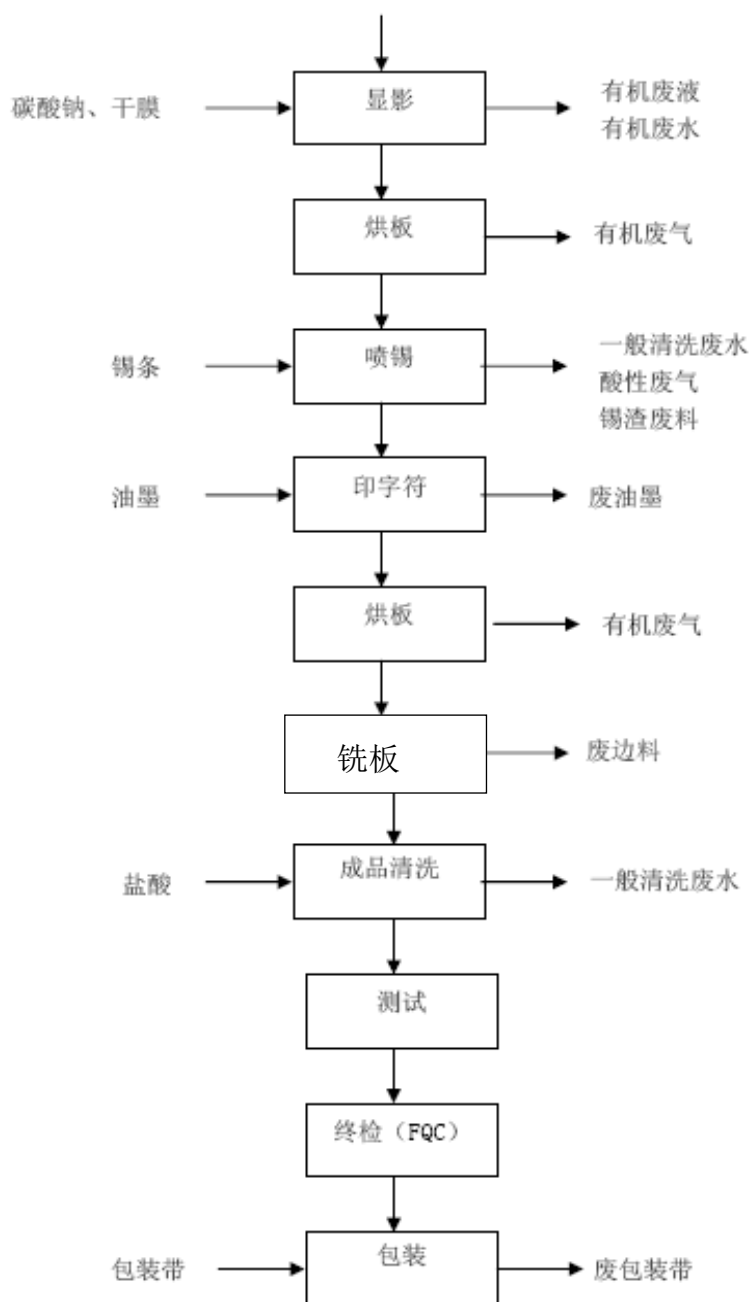 碳酸钠、干膜
显影
有机废液
有机废水
烘板
有机废气
锡条
喷锡
一般清洗废水
酸性废气
锡渣废料
油墨
印字符
废油墨
烘板
有机废气
铣板
废边料
盐酸
成品清洗
一般清洗废水
测试
终检（FQC）
包装带
包装
废包装带